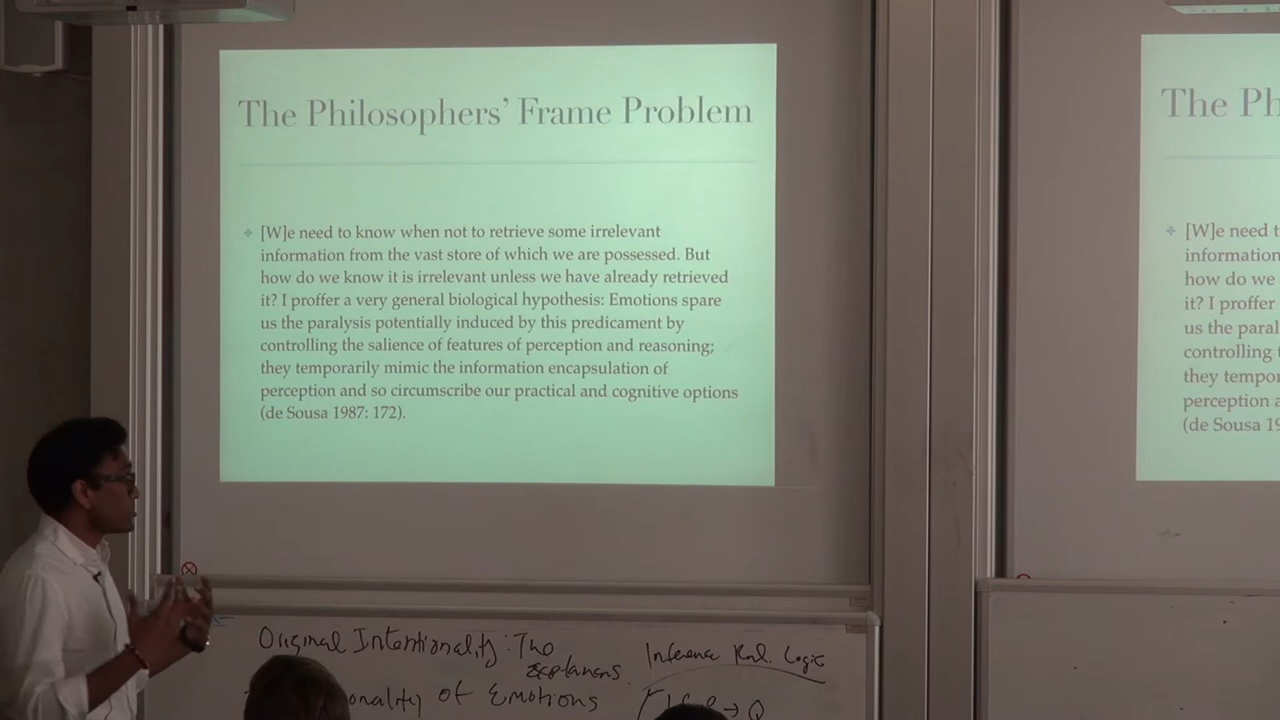 The Philosophers' Frame Problem
[W]e need to know when not to retrieve some irrelevant
information from the vast store of which we are possessed. But
how do we know it is irrelevant unless we have already retrieved
it? I proffer a very general biological hypothesis: Emotions spare
us the paralysis potentially induced by this predicament by
controlling the salience of features of perception and reasoning;
they temporarily mimic the information encapsulation of
perception and so circumscribe our practical and cognitive options
(de Sousa 1987: 172).
The Ph
[W]e need t
information
how do we
it? I proffer
us the paral
controlling
they tempor
perception a
(de Sousa 19
Original Intentionality: The
Explanans.
onality of Emotions
Inference Logic
→ Q